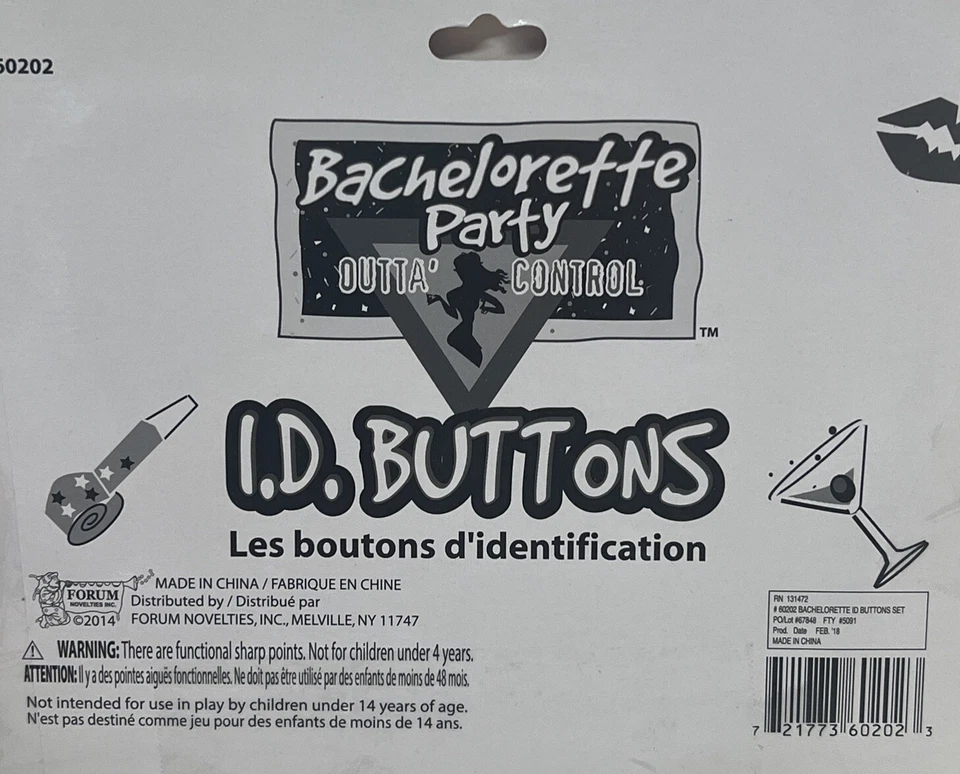 60202
Bachelorette
Party
OUTTA' CONTROL
TM
I.D. BUTTONS
Les boutons d'identification
FORUM
NOVELTIES INC.
©2014
MADE IN CHINA / FABRIQUE EN CHINE
Distributed by / Distribué par
FORUM NOVELTIES, INC., MELVILLE, NY 11747
WARNING: There are functional sharp points. Not for children under 4 years.
ATTENTION: Il y a des pointes aiguës fonctionnelles. Ne doit pas être utilisé par des enfants de moins de 48 mois.
Not intended for use in play by children under 14 years of age.
N'est pas destiné comme jeu pour des enfants de moins de 14 ans.
RN 131472
# 60202 BACHELORETTE ID BUTTONS SET
PO/Lot #67848 FTY #5091
Prod. Date FEB. '18
MADE IN CHINA
7 21773 60202 3